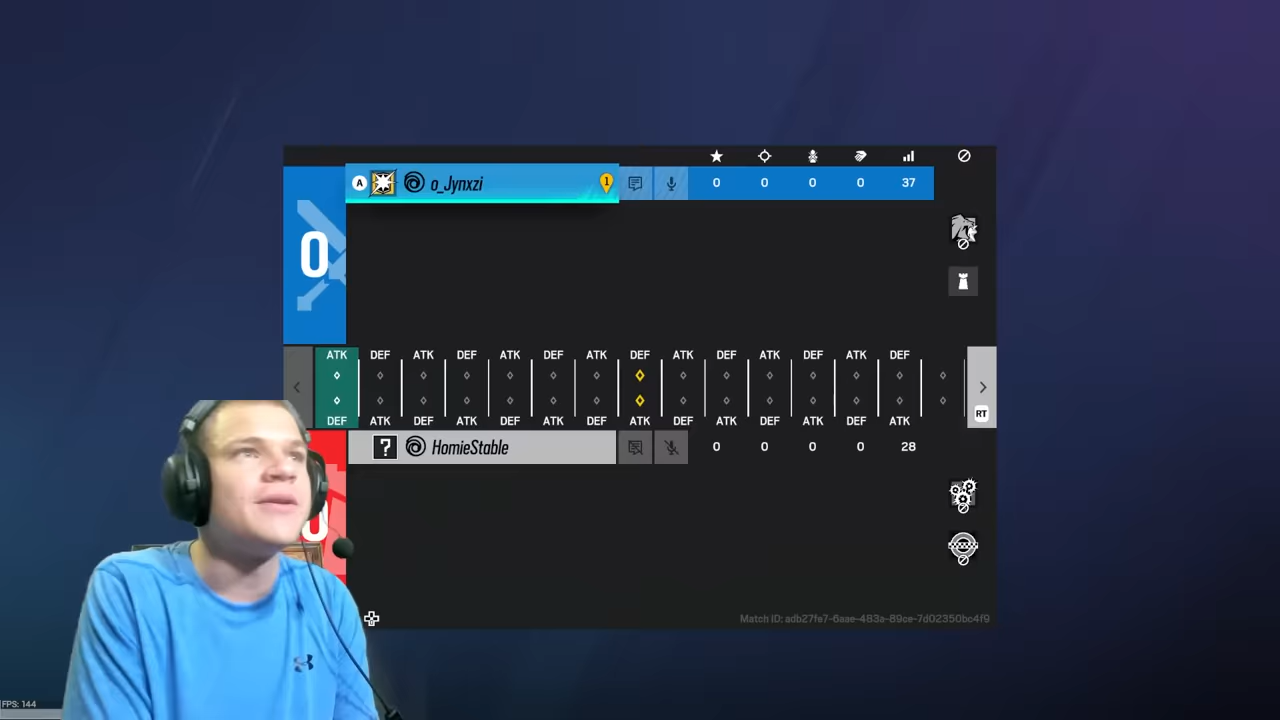 A o_Jynxzi 1 0 0 0 0 37
0
ATK DEF ATK DEF ATK DEF ATK DEF ATK DEF ATK DEF ATK DEF
RT
DEF ATK DEF ATK DEF ATK DEF ATK DEF ATK DEF ATK DEF ATK
? HomieStable 0 0 0 0 28
0
Match ID: adb27fe7-6aae-483a-89ce-7d02350bc4f9
FPS: 144